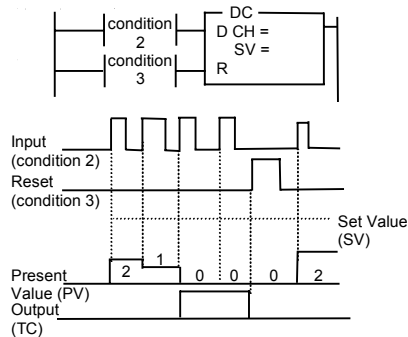 DC
condition
2
D CH =
SV =
condition
3
R
Input
(condition 2)
Reset
(condition 3)
Set Value
(SV)
2 1 0 0 0 2
Present
Value (PV)
Output
(TC)